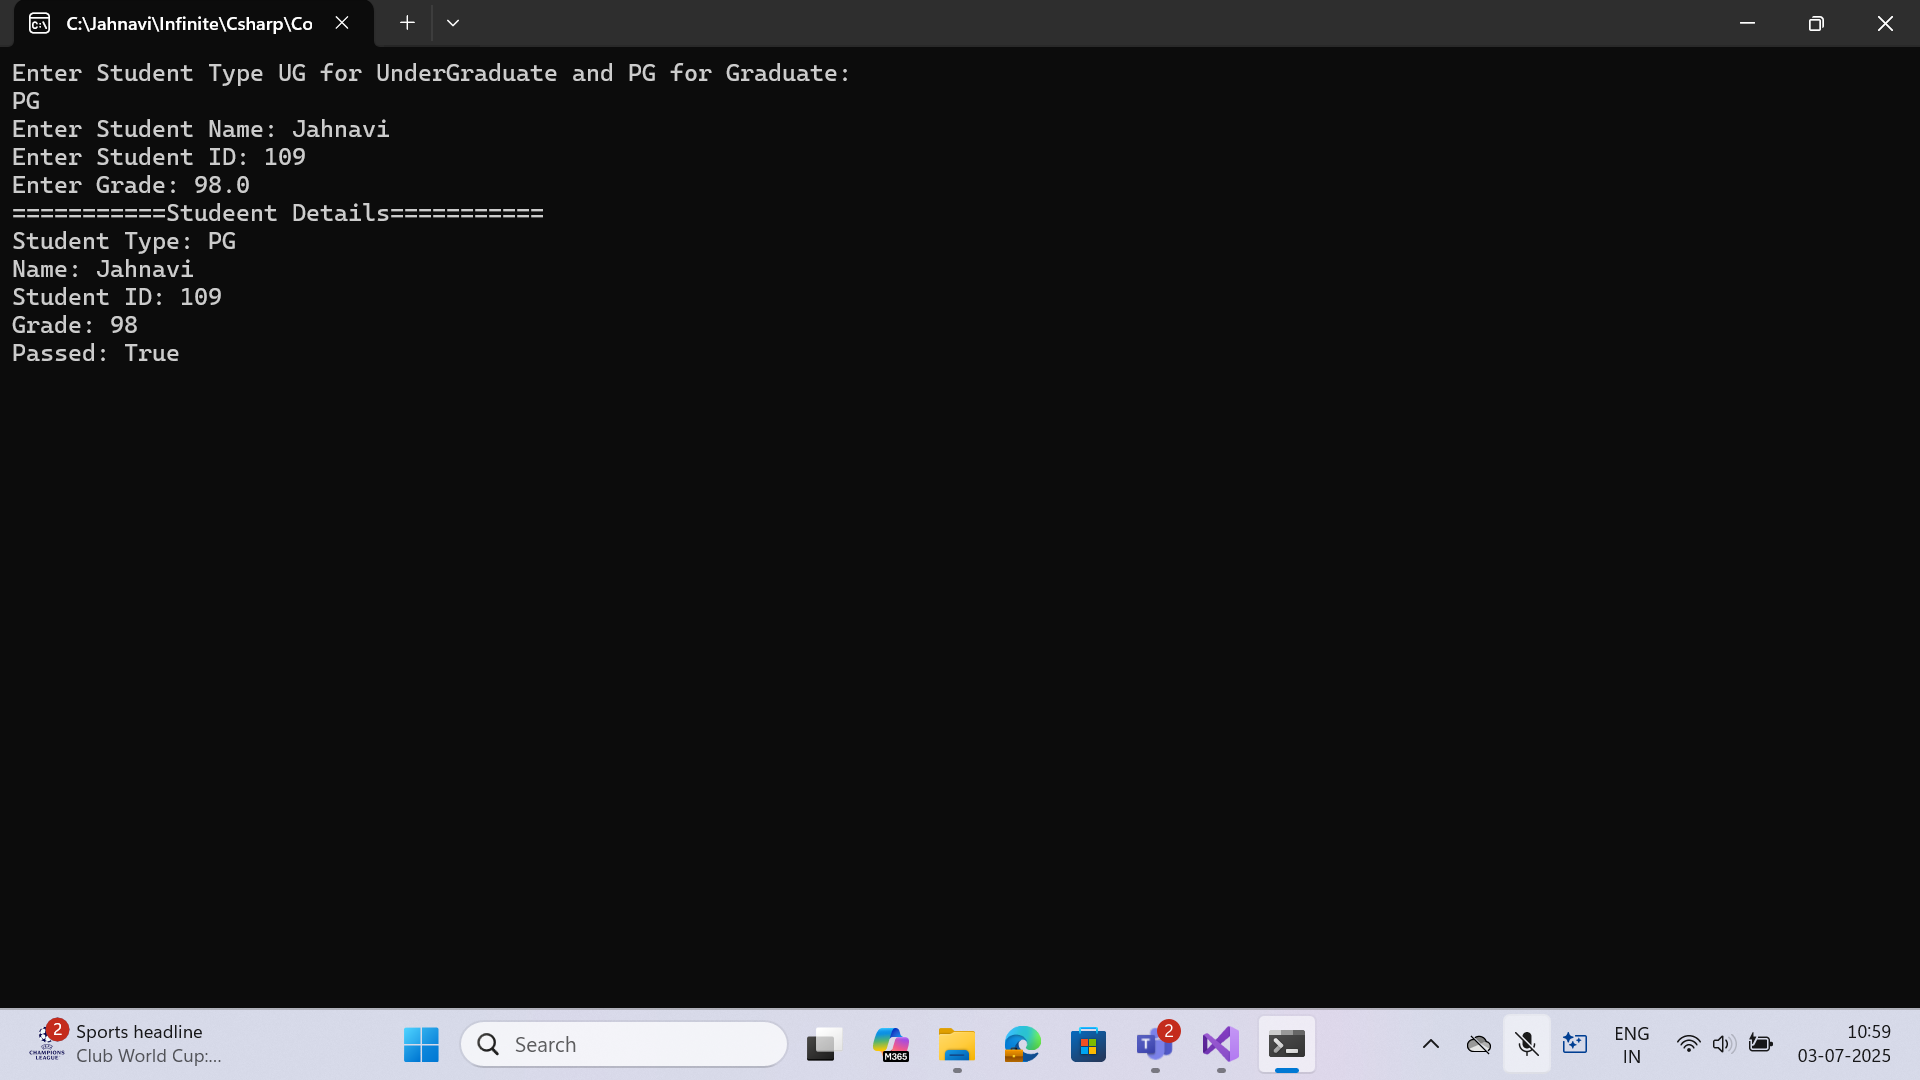 C:\Jahnavi\Infinite\Csharp\Co
Enter Student Type UG for UnderGraduate and PG for Graduate:
PG
Enter Student Name: Jahnavi
Enter Student ID: 109
Enter Grade: 98.0
===========Studeent Details===========
Student Type: PG
Name: Jahnavi
Student ID: 109
Grade: 98
Passed: True
2
Sports headline
Club World Cup:...
CHAMPIONS
LEAGUE
Search
M365
T
2
ENG
IN
10:59
03-07-2025